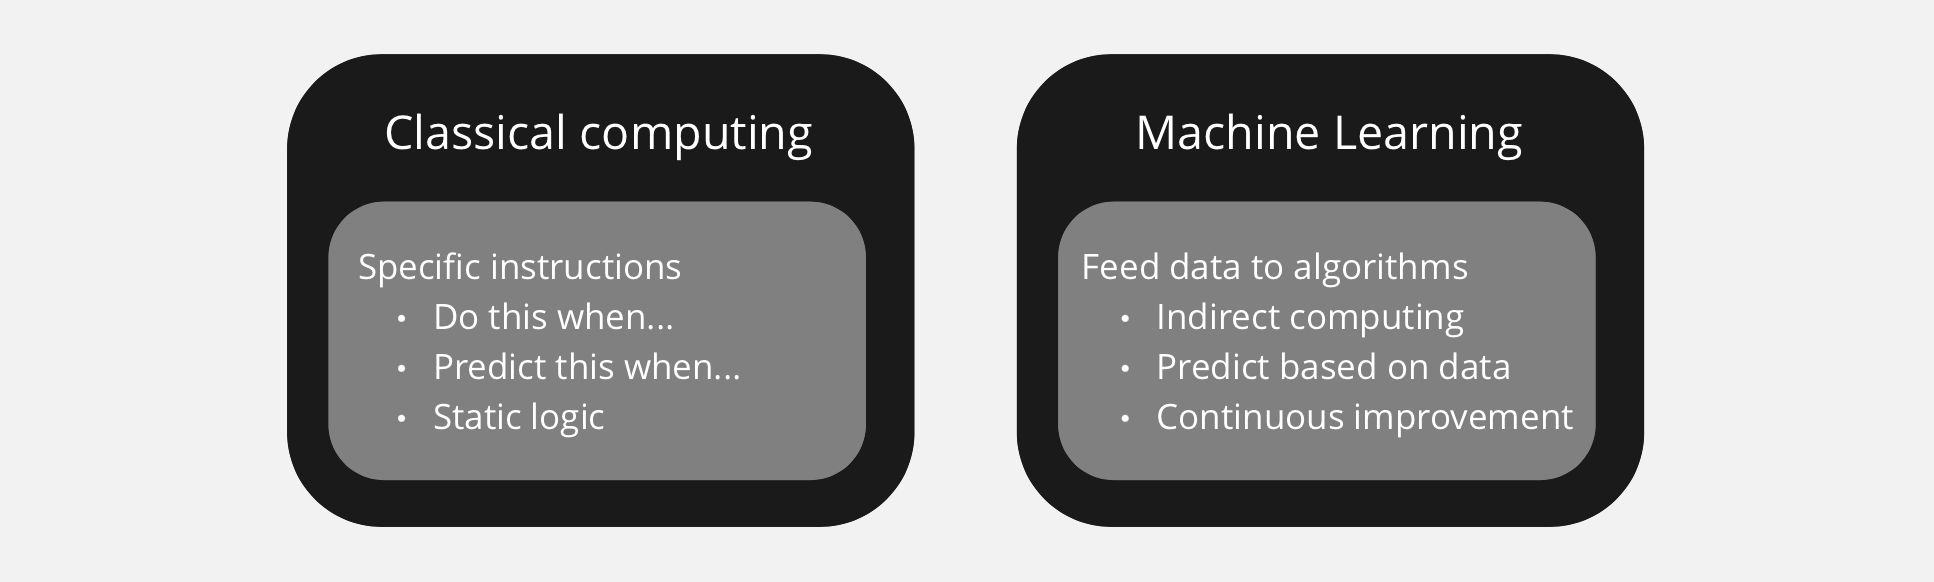 Classical computing
Specific instructions
• Do this when...
• Predict this when...
• Static logic
Machine Learning
Feed data to algorithms
• Indirect computing
• Predict based on data
• Continuous improvement